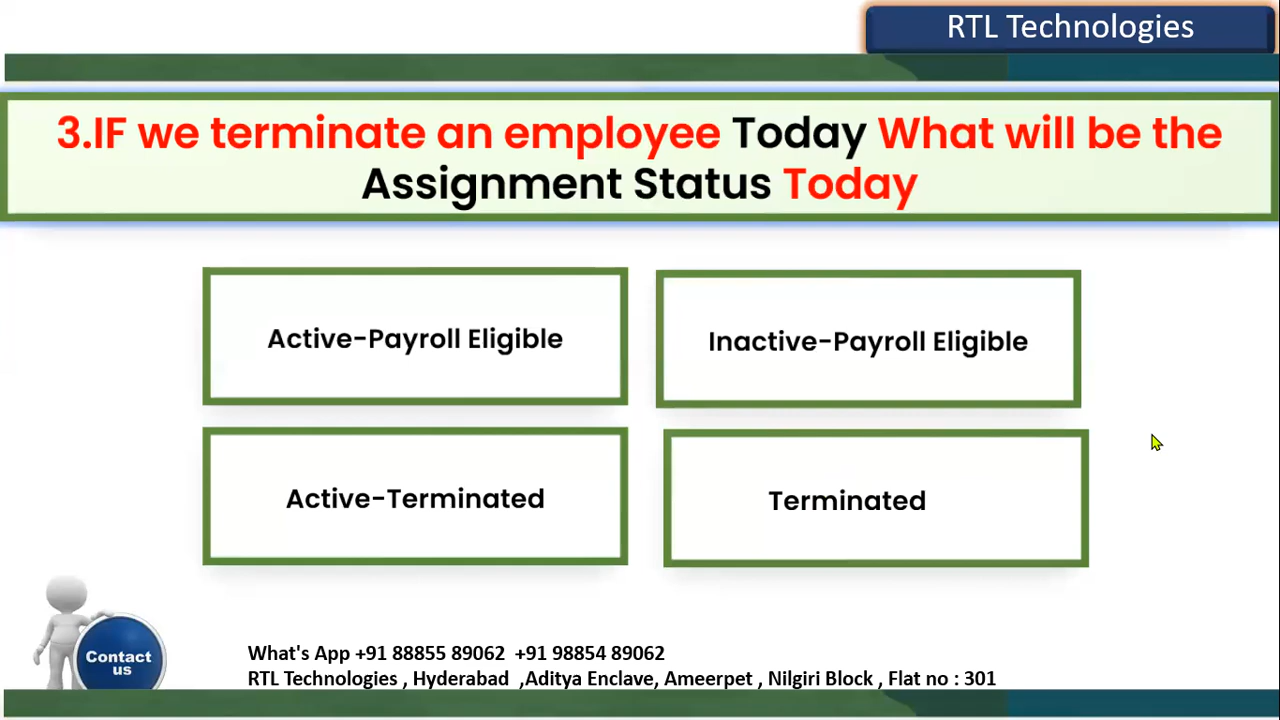 RTL Technologies
3.IF we terminate an employee Today What will be the
Assignment Status Today
Active-Payroll Eligible
Inactive-Payroll Eligible
Active-Terminated
Terminated
Contact
us
What's App +91 88855 89062  +91 98854 89062
RTL Technologies , Hyderabad  ,Aditya Enclave, Ameerpet , Nilgiri Block , Flat no : 301